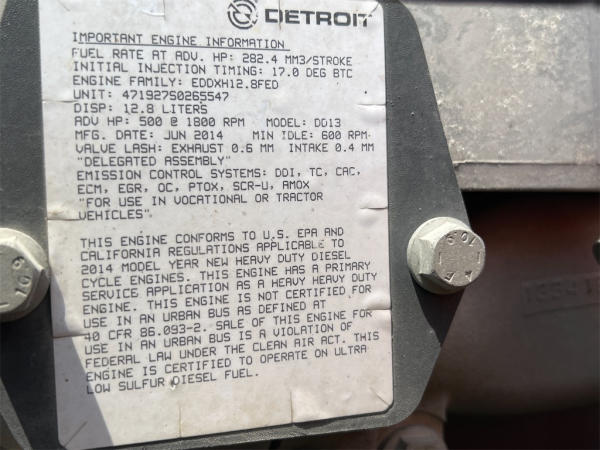 DETROIT
IMPORTANT ENGINE INFORMATION
FUEL RATE AT ADV. HP: 282.4 MM3/STROKE
INITIAL INJECTION TIMING: 17.0 DEG BTC
ENGINE FAMILY: EDDXH12.8FED
UNIT: 471927S0265547
DISP: 12.8 LITERS
ADV HP: 500 @ 1800 RPM MODEL: DD13
MFG. DATE: JUN 2014 MIN IDLE: 600 RPM
VALVE LASH: EXHAUST 0.6 MM INTAKE 0.4 MM
"DELEGATED ASSEMBLY"
EMISSION CONTROL SYSTEMS: DDI, TC, CAC,
ECM, EGR, OC, PTOX, SCR-U, AMOX
"FOR USE IN VOCATIONAL OR TRACTOR
VEHICLES"
THIS ENGINE CONFORMS TO U.S. EPA AND
CALIFORNIA REGULATIONS APPLICABLE TO
2014 MODEL YEAR NEW HEAVY DUTY DIESEL
CYCLE ENGINES. THIS ENGINE HAS A PRIMARY
SERVICE APPLICATION AS A HEAVY HEAVY DUTY
ENGINE. THIS ENGINE IS NOT CERTIFIED FOR
USE IN AN URBAN BUS AS DEFINED AT
40 CFR 86.093-2. SALE OF THIS ENGINE FOR
USE IN AN URBAN BUS IS A VIOLATION OF
FEDERAL LAW UNDER THE CLEAN AIR ACT. THIS
ENGINE IS CERTIFIED TO OPERATE ON ULTRA
LOW SULFUR DIESEL FUEL.